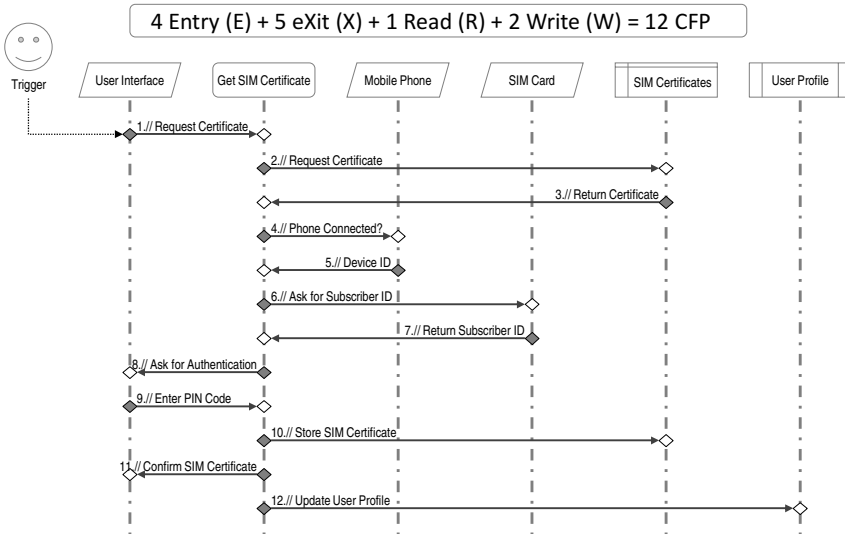 4 Entry (E) + 5 eXit (X) + 1 Read (R) + 2 Write (W) = 12 CFP
Trigger
User Interface
Get SIM Certificate
Mobile Phone
SIM Card
SIM Certificates
User Profile
1.// Request Certificate
2.// Request Certificate
3.// Return Certificate
4.// Phone Connected?
5.// Device ID
6.// Ask for Subscriber ID
7.// Return Subscriber ID
8.// Ask for Authentication
9.// Enter PIN Code
10.// Store SIM Certificate
11.// Confirm SIM Certificate
12.// Update User Profile